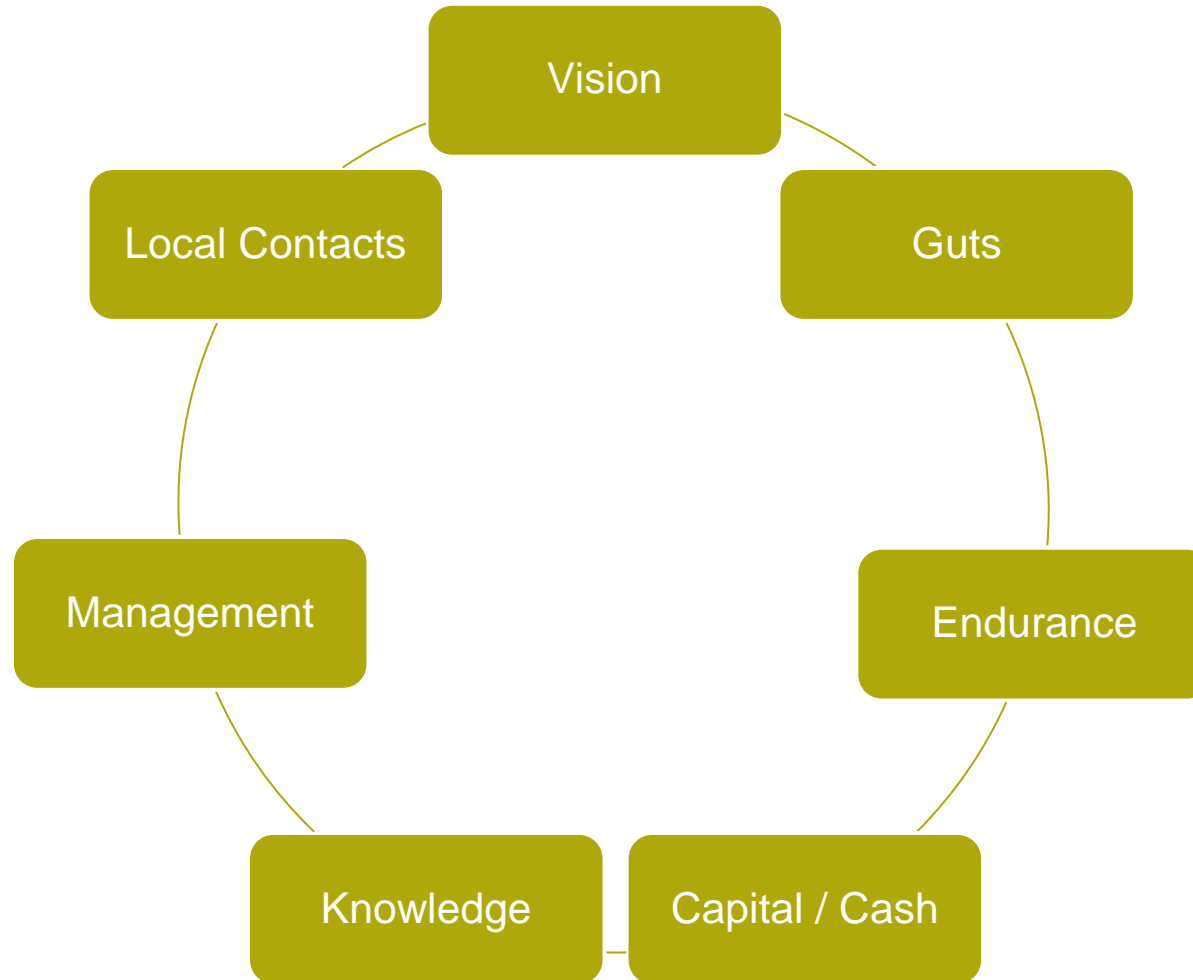 Vision
Guts
Endurance
Capital / Cash
Knowledge
Management
Local Contacts